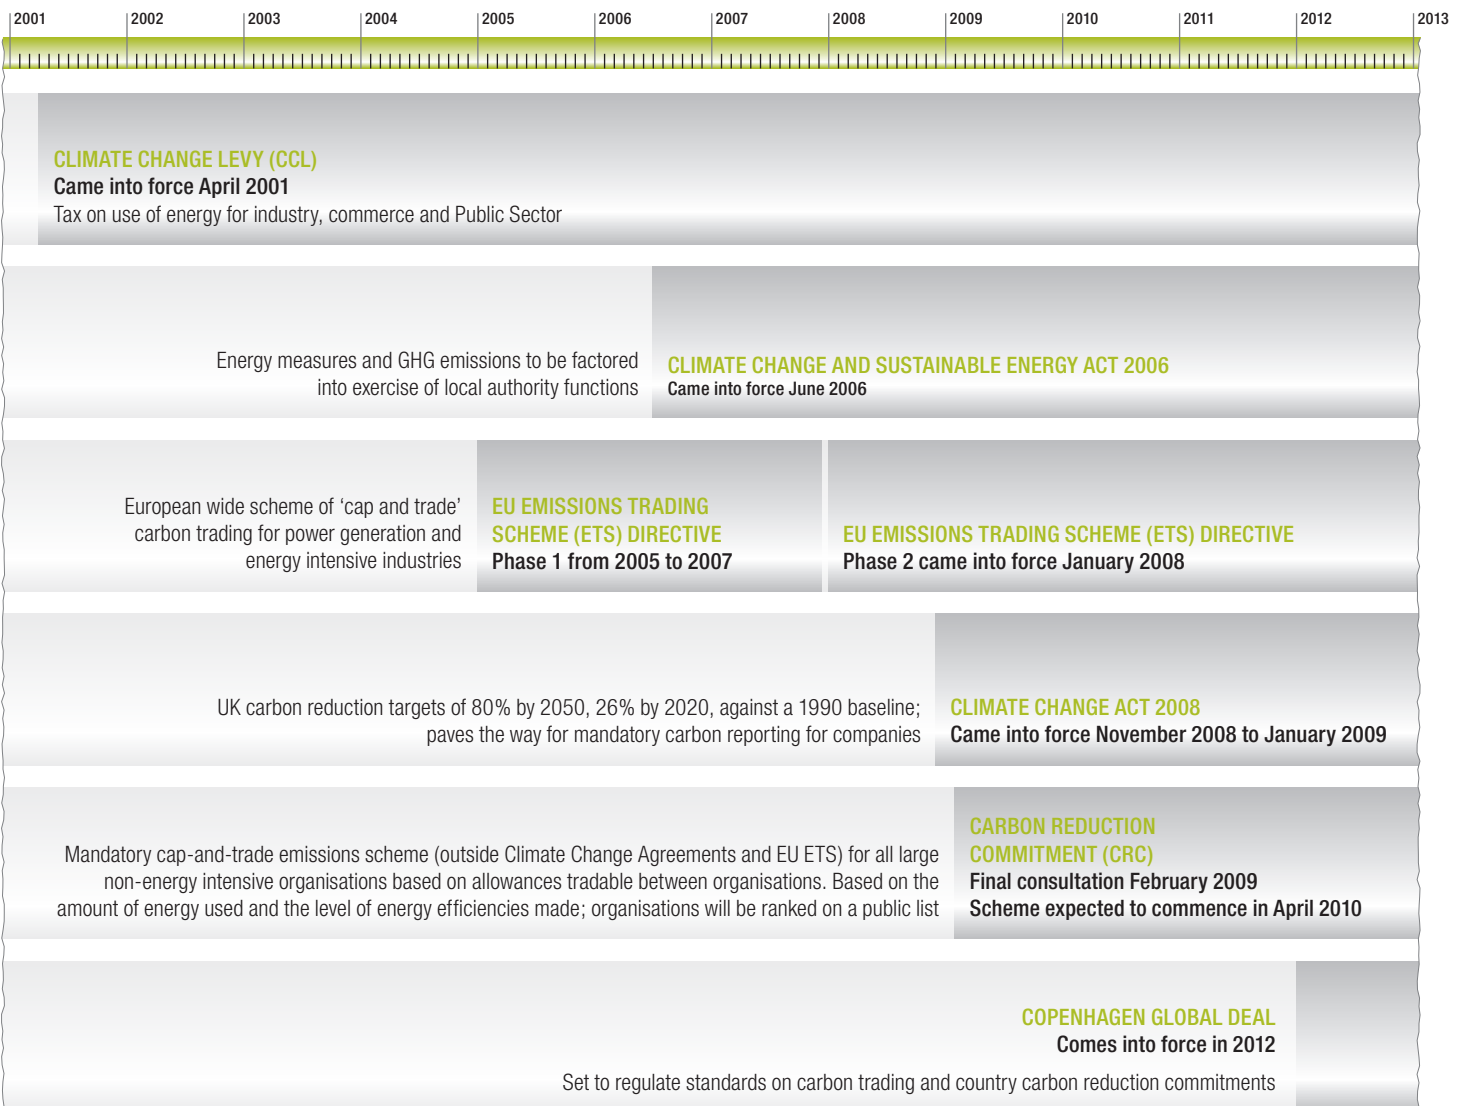 2001 2002 2003 2004 2005 2006 2007 2008 2009 2010 2011 2012 2013
CLIMATE CHANGE LEVY (CCL)
Came into force April 2001
Tax on use of energy for industry, commerce and Public Sector
Energy measures and GHG emissions to be factored
into exercise of local authority functions
CLIMATE CHANGE AND SUSTAINABLE ENERGY ACT 2006
Came into force June 2006
European wide scheme of ‘cap and trade’
carbon trading for power generation and
energy intensive industries
EU EMISSIONS TRADING
SCHEME (ETS) DIRECTIVE
Phase 1 from 2005 to 2007
EU EMISSIONS TRADING SCHEME (ETS) DIRECTIVE
Phase 2 came into force January 2008
UK carbon reduction targets of 80% by 2050, 26% by 2020, against a 1990 baseline;
paves the way for mandatory carbon reporting for companies
CLIMATE CHANGE ACT 2008
Came into force November 2008 to January 2009
Mandatory cap-and-trade emissions scheme (outside Climate Change Agreements and EU ETS) for all large
non-energy intensive organisations based on allowances tradable between organisations. Based on the
amount of energy used and the level of energy efficiencies made; organisations will be ranked on a public list
CARBON REDUCTION
COMMITMENT (CRC)
Final consultation February 2009
Scheme expected to commence in April 2010
COPENHAGEN GLOBAL DEAL
Comes into force in 2012
Set to regulate standards on carbon trading and country carbon reduction commitments